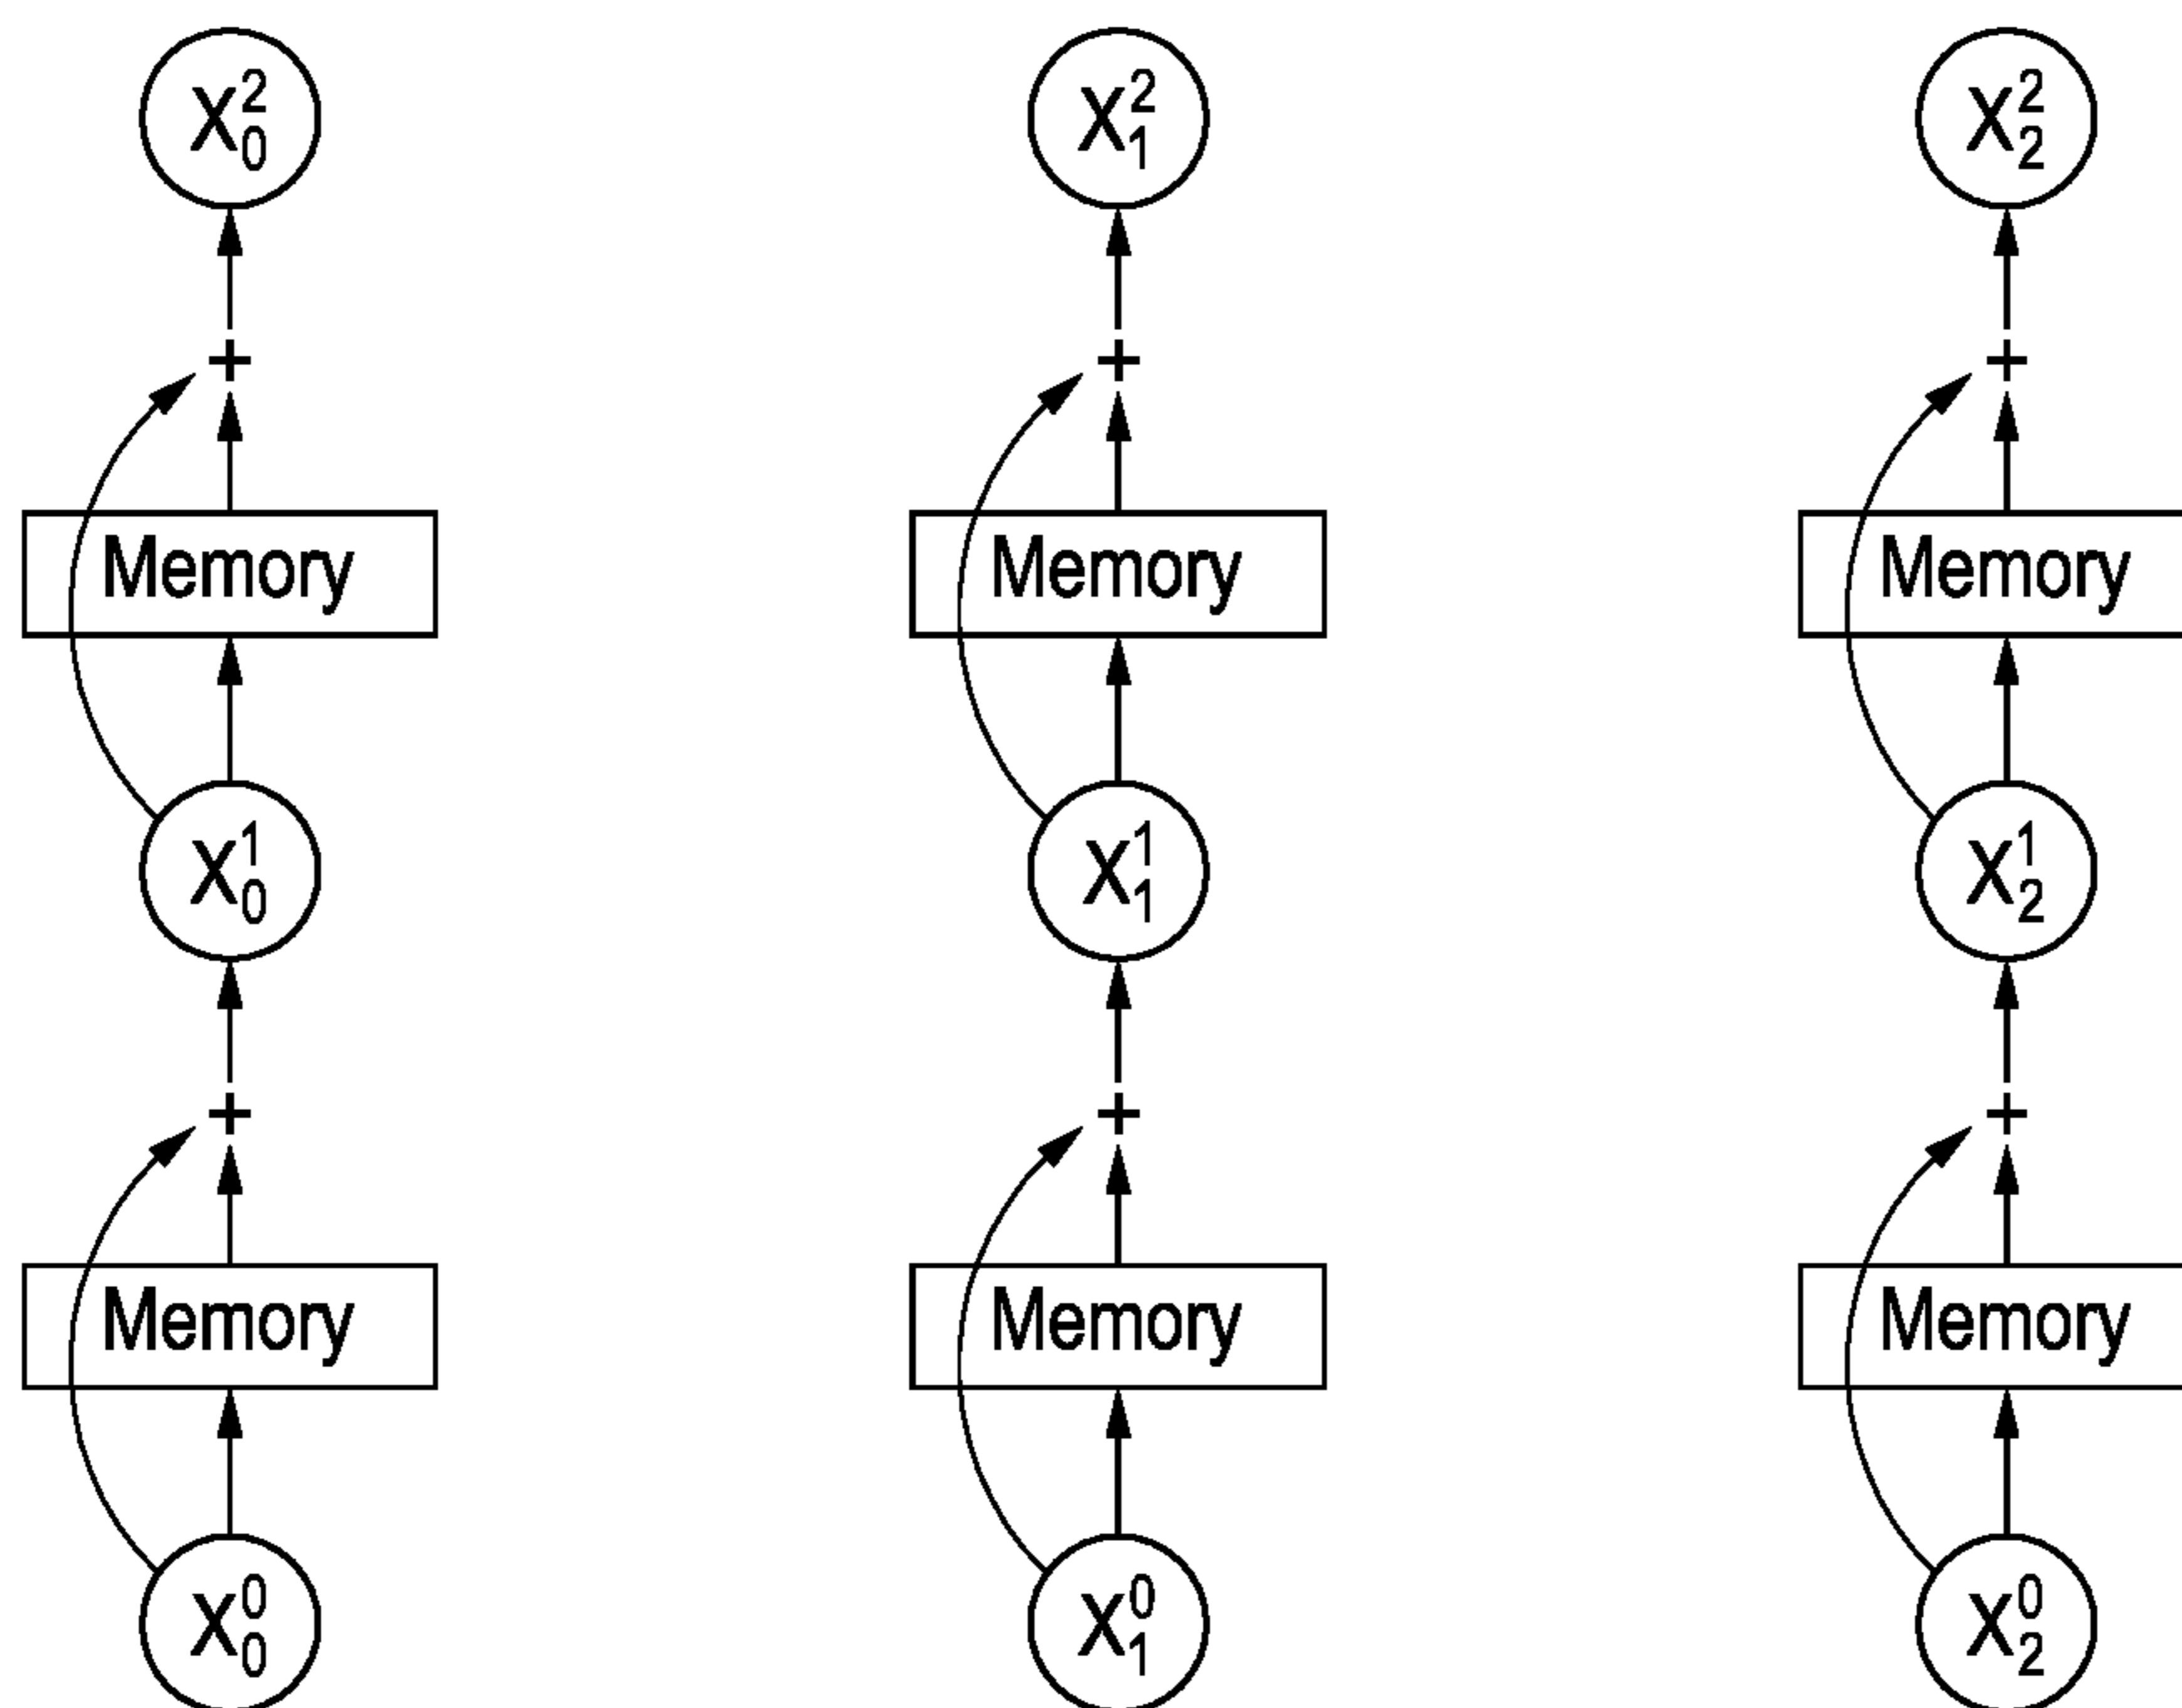 X₀² X₁² X₂²
+ + +
Memory Memory Memory
X₀¹ X₁¹ X₂¹
+ + +
Memory Memory Memory
X₀⁰ X₁⁰ X₂⁰